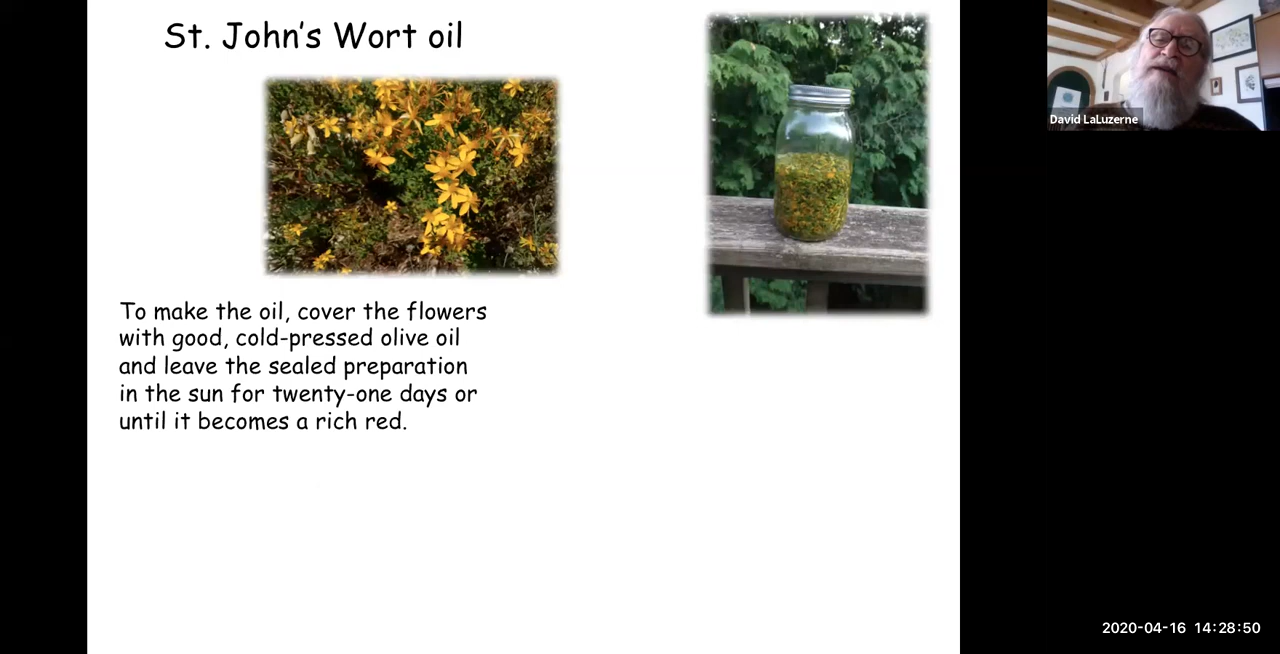 St. John's Wort oil
David LaLuzerne
To make the oil, cover the flowers
with good, cold-pressed olive oil
and leave the sealed preparation
in the sun for twenty-one days or
until it becomes a rich red.
2020-04-16 14:28:50